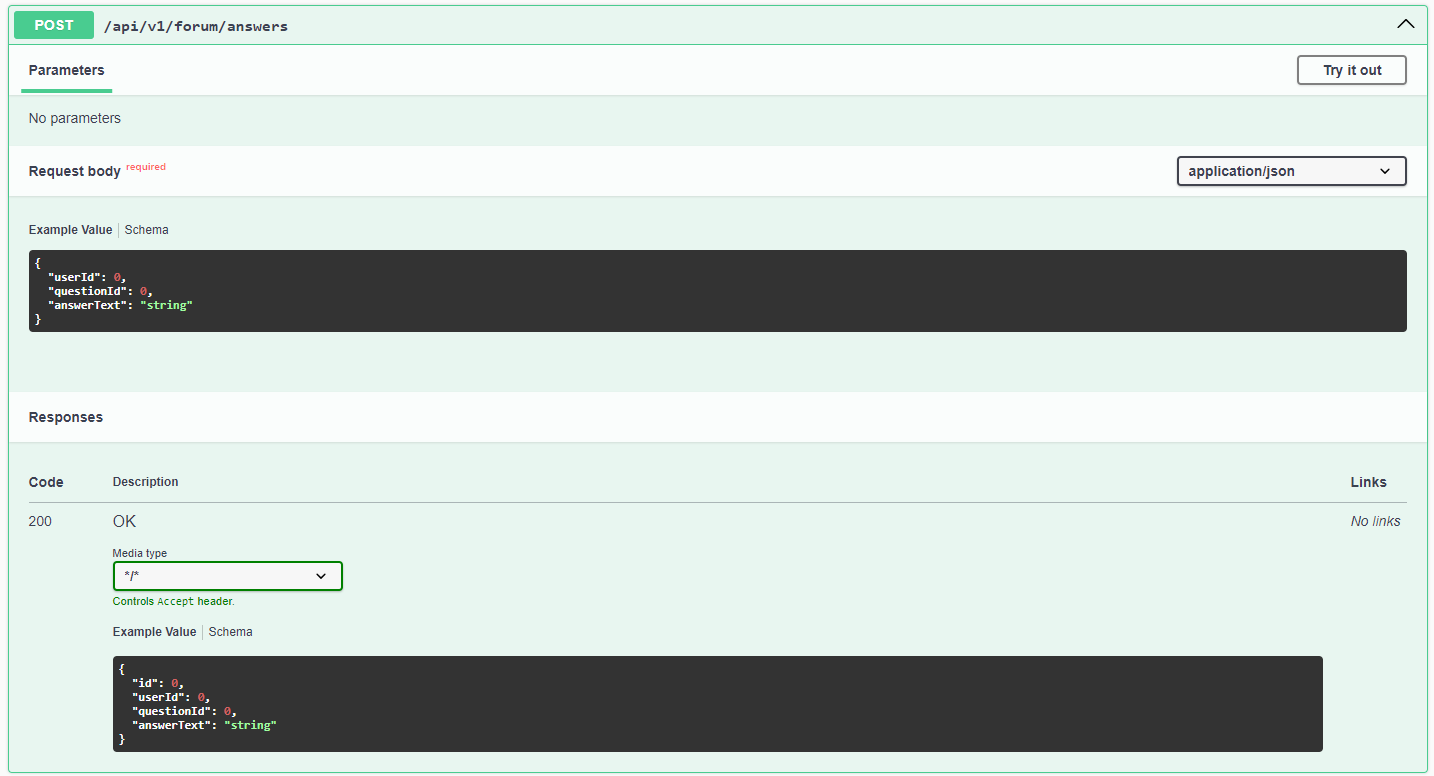 POST /api/v1/forum/answers
Parameters
Try it out
No parameters
Request body required
application/json
Example Value Schema
{
"userId": 0,
"questionId": 0,
"answerText": "string"
}
Responses
Code Description Links
200 OK No links
Media type
*/*
Controls Accept header.
Example Value Schema
{
"id": 0,
"userId": 0,
"questionId": 0,
"answerText": "string"
}